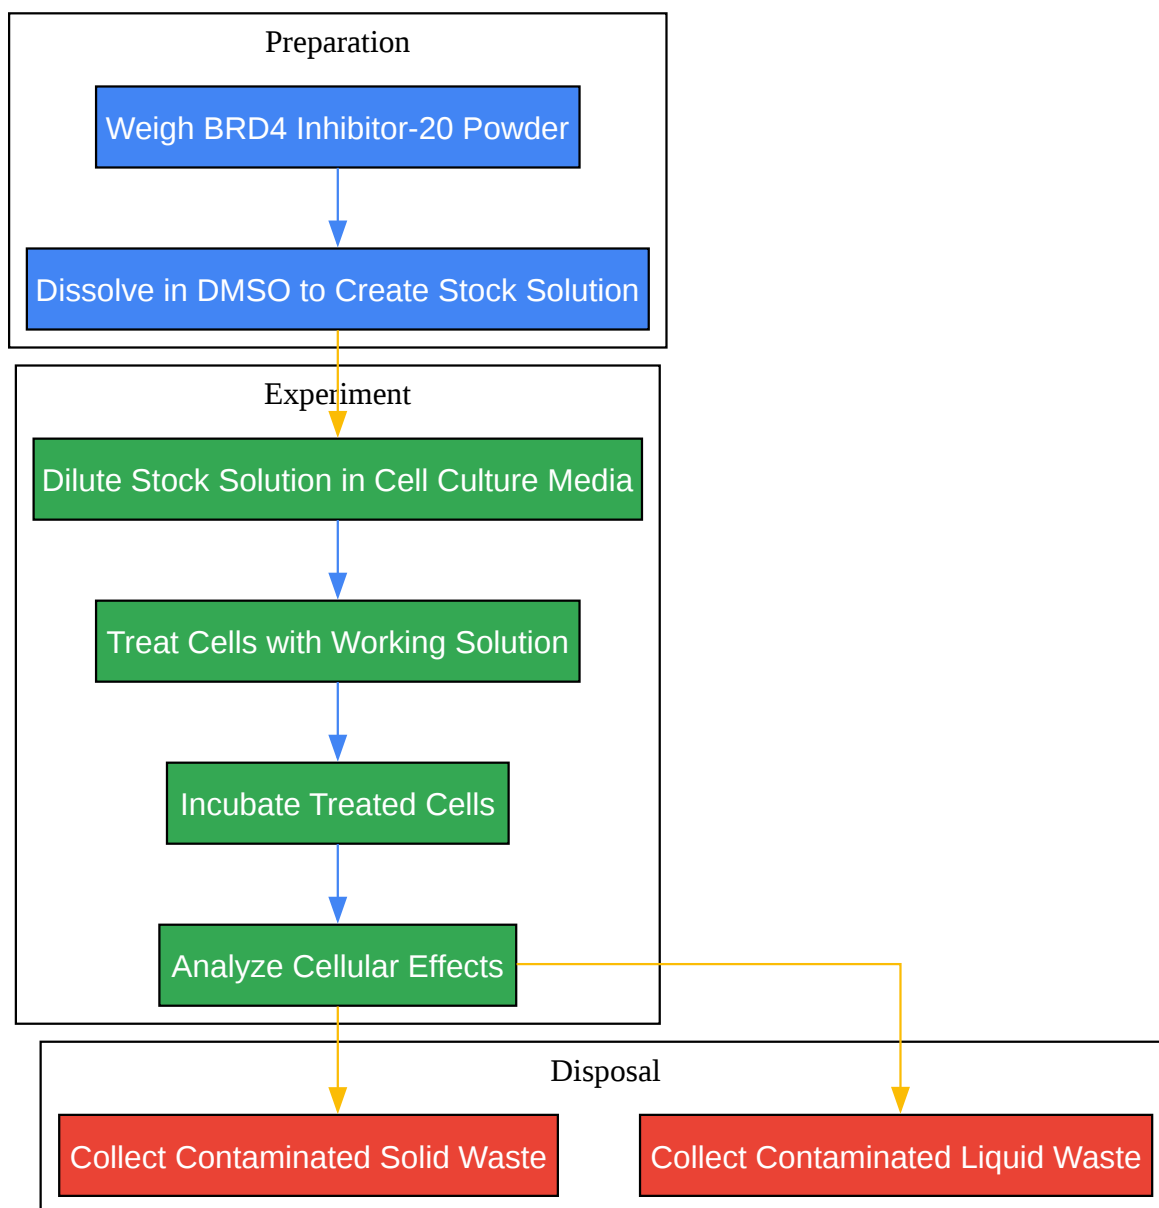 Preparation
Weigh BRD4 Inhibitor-20 Powder
Dissolve in DMSO to Create Stock Solution
Experiment
Dilute Stock Solution in Cell Culture Media
Treat Cells with Working Solution
Incubate Treated Cells
Analyze Cellular Effects
Disposal
Collect Contaminated Solid Waste
Collect Contaminated Liquid Waste